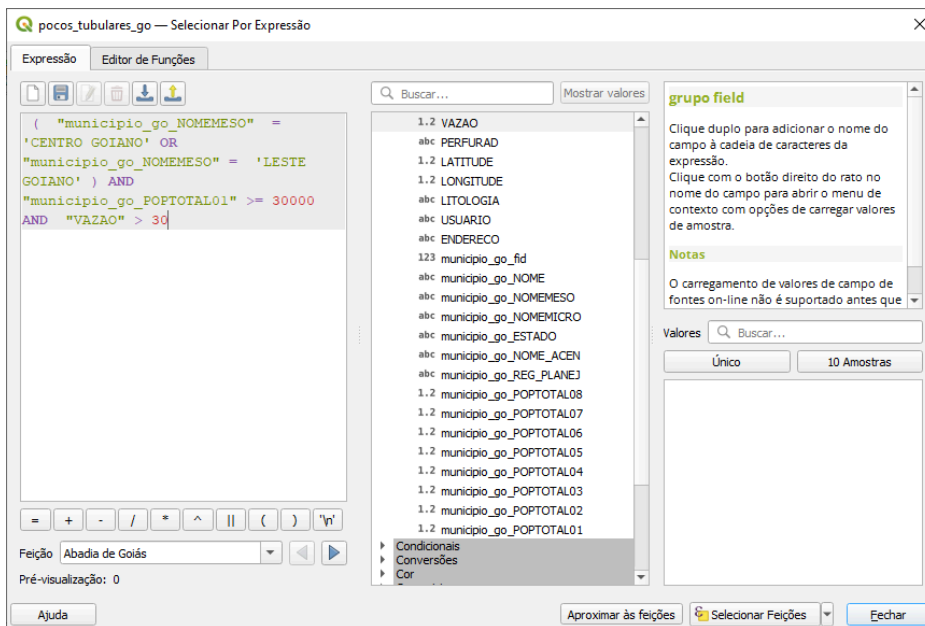 pocos_tubulares_go — Selecionar Por Expressão
Expressão
Editor de Funções
( "municipio_go_NOMEMESO" =
'CENTRO GOIANO' OR
"municipio_go_NOMEMESO" = 'LESTE
GOIANO' ) AND
"municipio_go_POPTOTAL01" >= 30000
AND "VAZAO" > 30
= + - / * ^ || ( ) '\n'
Feição Abadia de Goiás
Pré-visualização: 0
Buscar...
Mostrar valores
1.2 VAZAO
abc PERFURAD
1.2 LATITUDE
1.2 LONGITUDE
abc LITOLOGIA
abc USUARIO
abc ENDERECO
123 municipio_go_fid
abc municipio_go_NOME
abc municipio_go_NOMEMESO
abc municipio_go_NOMEMICRO
abc municipio_go_ESTADO
abc municipio_go_NOME_ACEN
abc municipio_go_REG_PLANEJ
1.2 municipio_go_POPTOTAL08
1.2 municipio_go_POPTOTAL07
1.2 municipio_go_POPTOTAL06
1.2 municipio_go_POPTOTAL05
1.2 municipio_go_POPTOTAL04
1.2 municipio_go_POPTOTAL03
1.2 municipio_go_POPTOTAL02
1.2 municipio_go_POPTOTAL01
Condicionais
Conversões
Cor
grupo field
Clique duplo para adicionar o nome do
campo à cadeia de caracteres da
expressão.
Clique com o botão direito do rato no
nome do campo para abrir o menu de
contexto com opções de carregar valores
de amostra.
Notas
O carregamento de valores de campo de
fontes on-line não é suportado antes que
Valores Buscar...
Único
10 Amostras
Ajuda
Aproximar às feições
Selecionar Feições
Fechar